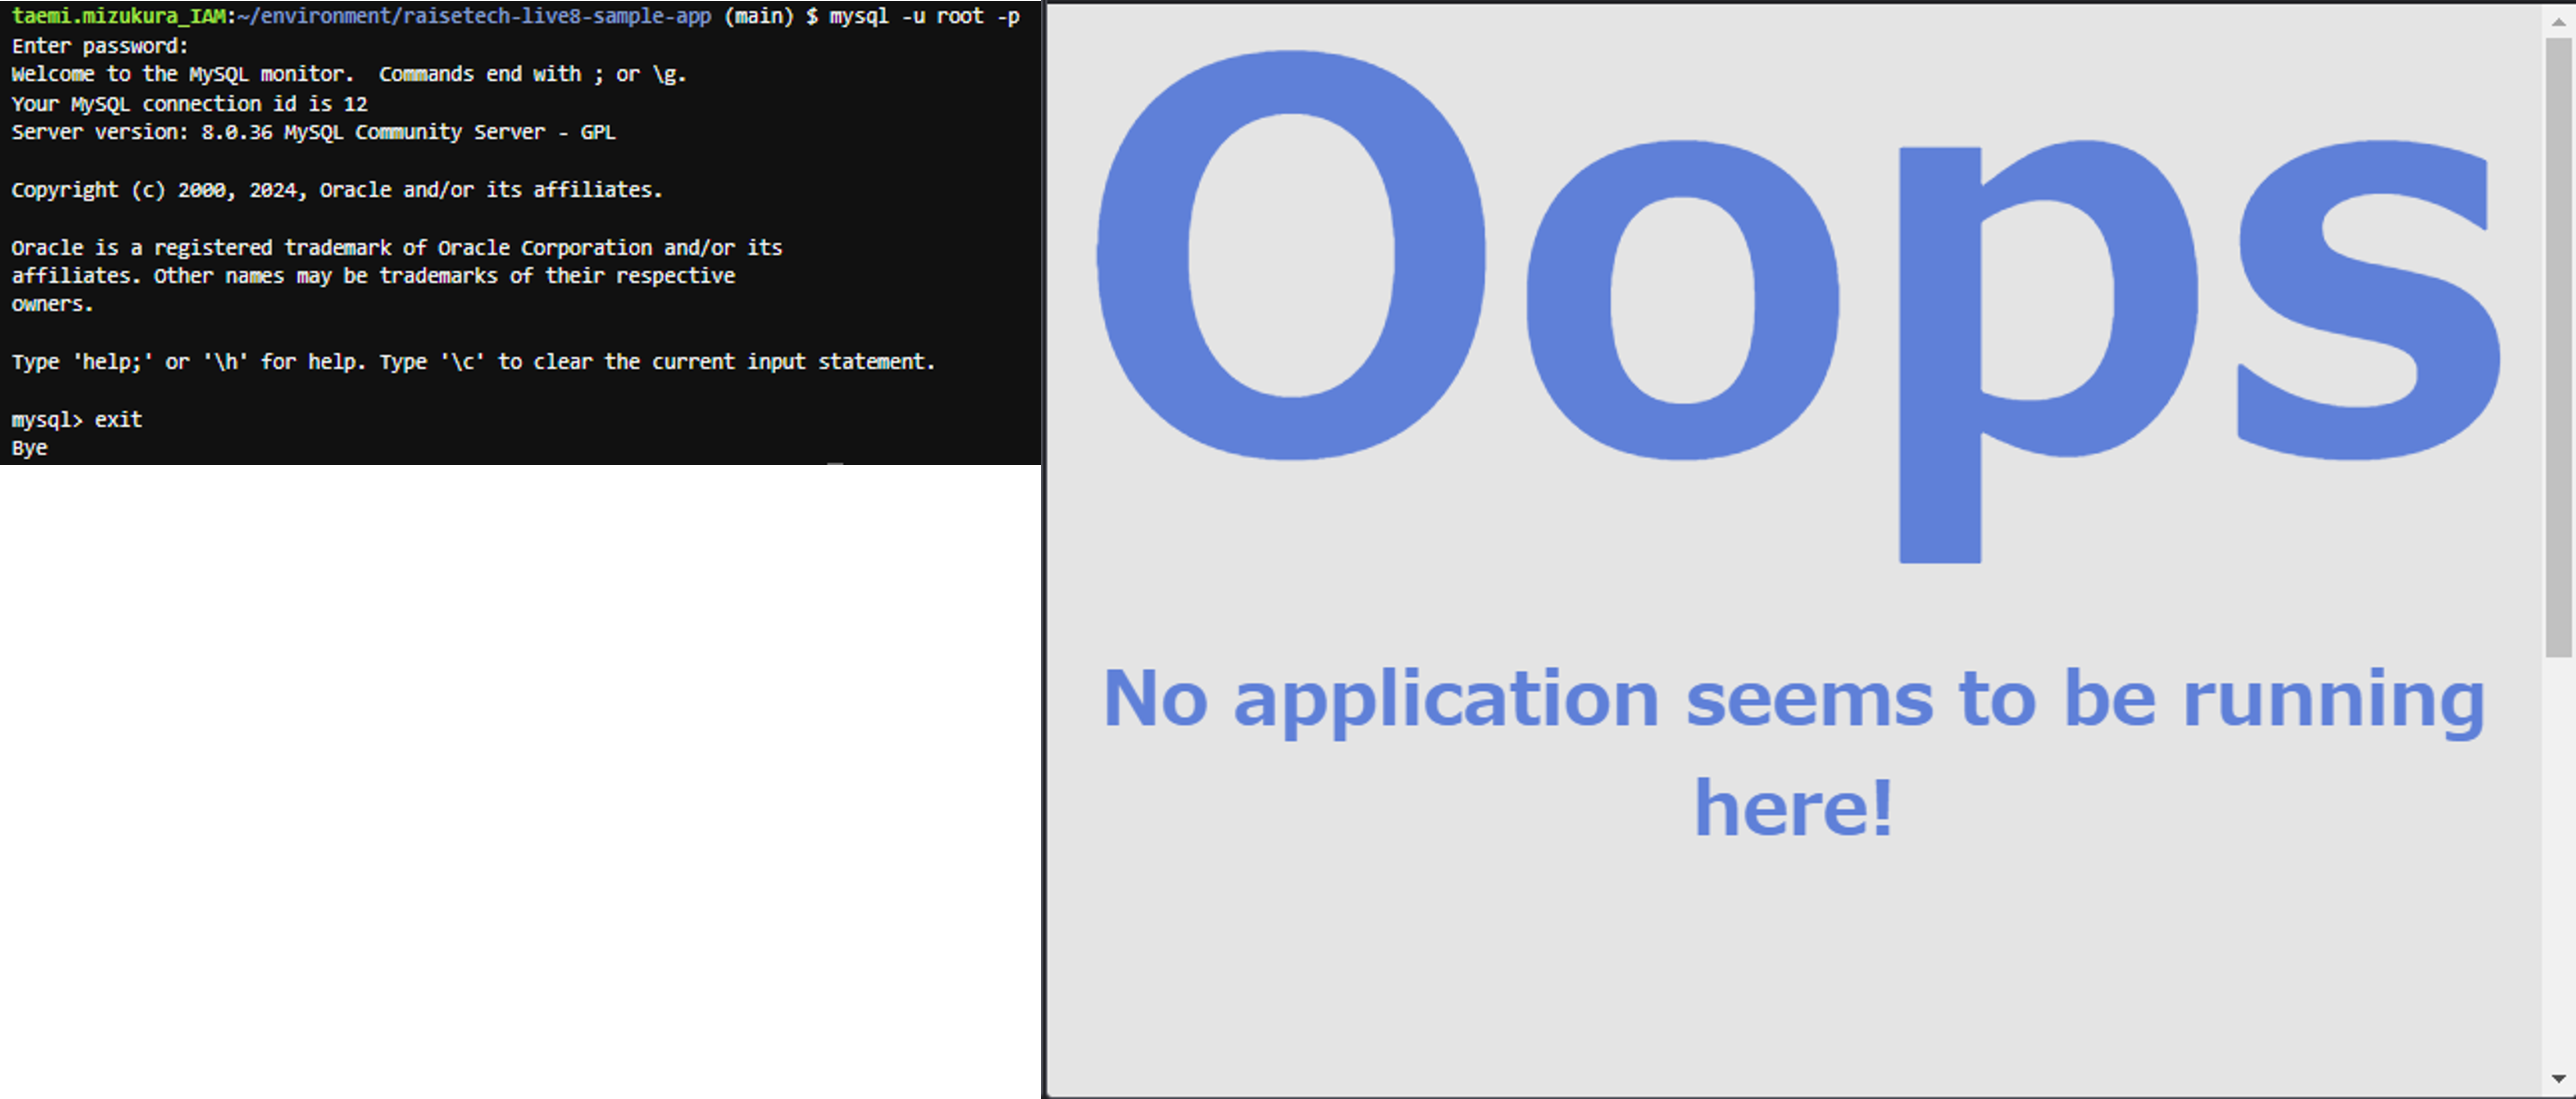 taemi.mizukura_IAM:~/environment/raisetech-live8-sample-app (main) $ mysql -u root -p
Enter password:
Welcome to the MySQL monitor.  Commands end with ; or \g.
Your MySQL connection id is 12
Server version: 8.0.36 MySQL Community Server - GPL
Copyright (c) 2000, 2024, Oracle and/or its affiliates.
Oracle is a registered trademark of Oracle Corporation and/or its
affiliates. Other names may be trademarks of their respective
owners.
Type 'help;' or '\h' for help. Type '\c' to clear the current input statement.
mysql> exit
Bye
Oops
No application seems to be running
here!